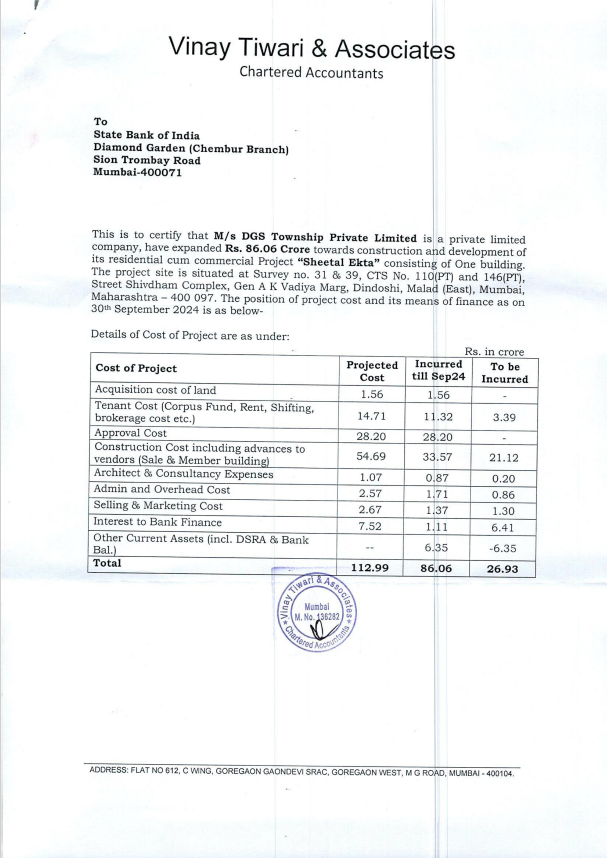 Vinay Tiwari & Associates
Chartered Accountants
To
State Bank of India
Diamond Garden (Chembur Branch)
Sion Trombay Road
Mumbai-400071
This is to certify that M/s DGS Township Private Limited is a private limited
company, have expanded Rs. 86.06 Crore towards construction and development of
its residential cum commercial Project "Sheetal Ekta" consisting of One building.
The project site is situated at Survey no. 31 & 39, CTS No. 110(PT) and 146(PT),
Street Shivdham Complex, Gen A K Vadiya Marg, Dindoshi, Malad (East), Mumbai,
Maharashtra – 400 097. The position of project cost and its means of finance as on
30th September 2024 is as below-
Details of Cost of Project are as under:
Rs. in crore
Cost of Project Projected Cost Incurred till Sep24 To be Incurred
Acquisition cost of land 1.56 1.56 -
Tenant Cost (Corpus Fund, Rent, Shifting,
brokerage cost etc.) 14.71 11.32 3.39
Approval Cost 28.20 28.20 -
Construction Cost including advances to
vendors (Sale & Member building) 54.69 33.57 21.12
Architect & Consultancy Expenses 1.07 0.87 0.20
Admin and Overhead Cost 2.57 1.71 0.86
Selling & Marketing Cost 2.67 1.37 1.30
Interest to Bank Finance 7.52 1.11 6.41
Other Current Assets (incl. DSRA & Bank
Bal.) -- 6.35 -6.35
Total 112.99 86.06 26.93
Vinay Tiwari & Associates
Mumbai
M. No. 136282
Chartered Accountants
ADDRESS: FLAT NO 612, C WING, GOREGAON GAONDEVI SRAC, GOREGAON WEST, M G ROAD, MUMBAI - 400104.